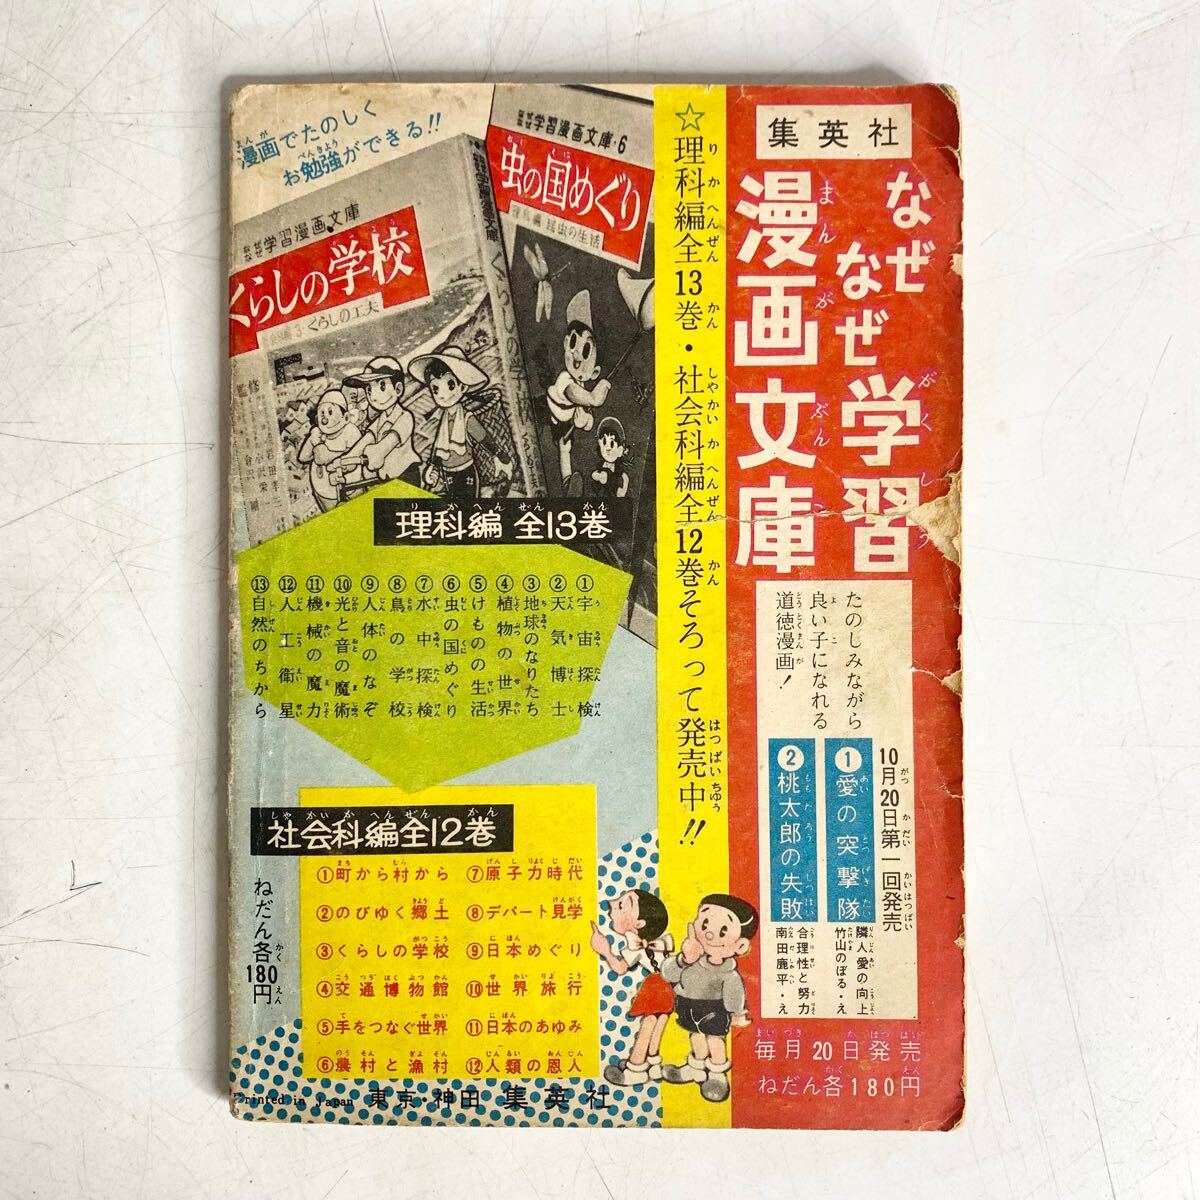 集英社
なぜなぜ学習
漫画文庫
たのしみながら
良い子になれる
道徳漫画！
10月20日第一回発売
①愛の突撃隊
隣人愛の向上
竹山のぼる・え
②桃太郎の失敗
合理性と努力
南田鹿平・え
毎月20日発売
ねだん各180円
☆理科編全13巻・社会科編全12巻そろって発売中!!
漫画でたのしく
お勉強ができる!!
なぜなぜ学習漫画文庫・6
虫の国めぐり
理科編 昆虫の生活
なぜなぜ学習漫画文庫
くらしの学校
3・くらしの工夫
監修
理科編 全13巻
①宇宙探検
②天気博士
③地球のなりたち
④植物の世界
⑤けものの生活
⑥虫の国めぐり
⑦水中探検
⑧鳥の学校
⑨人体のなぞ
⑩光と音の魔術
⑪機械の魔力
⑫人工衛星
⑬自然のちから
社会科編全12巻
①町から村から
②のびゆく郷土
③くらしの学校
④交通博物館
⑤手をつなぐ世界
⑥農村と漁村
⑦原子力時代
⑧デパート見学
⑨日本めぐり
⑩世界旅行
⑪日本のあゆみ
⑫人類の恩人
ねだん各180円
Printed in Japan 東京・神田 集英社